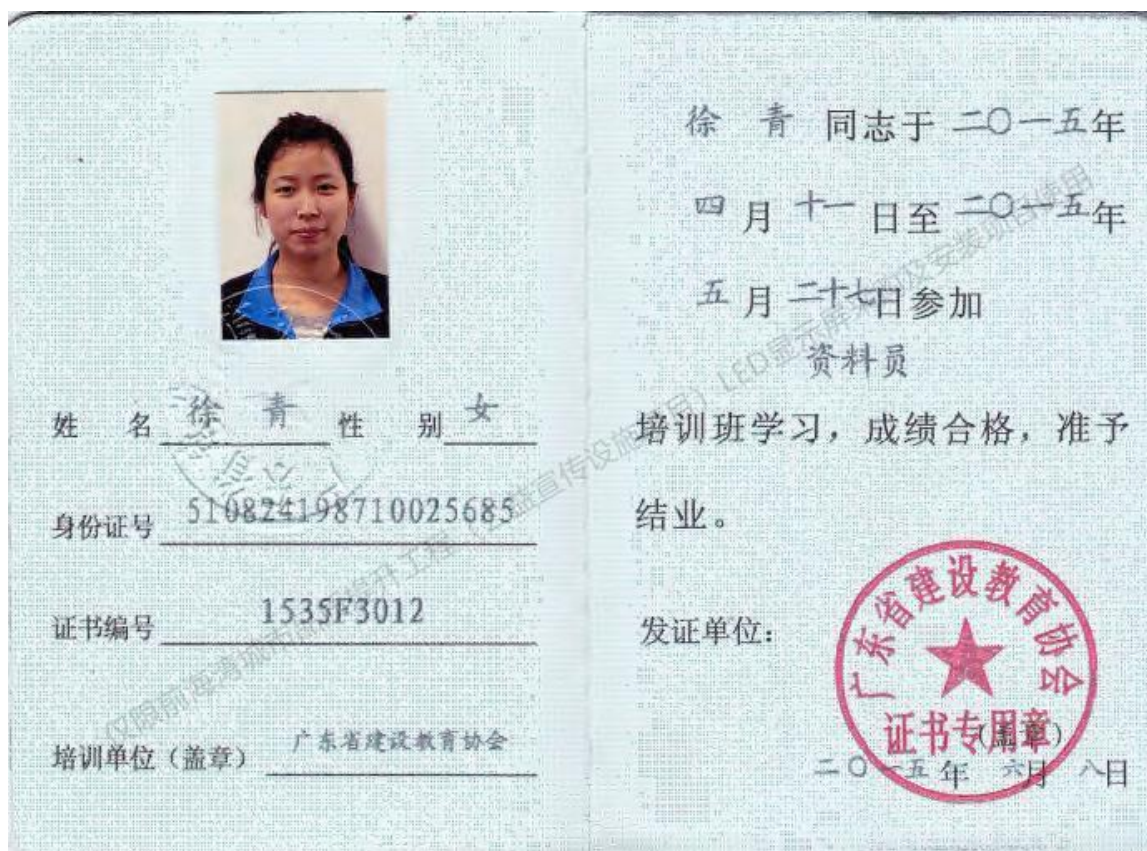 姓 名 徐 青 性 别 女
身份证号 510824198710025685
证书编号 1535F3012
培训单位（盖章） 广东省建设教育协会
徐 青 同志于 二〇一五年
四 月 十一 日至 二〇一五年
五 月 二十七日参加
资料员
培训班学习，成绩合格，准予
结业。
发证单位：
广东省建设教育协会
证书专用章
（盖章）
二〇一五 年 六月 八日